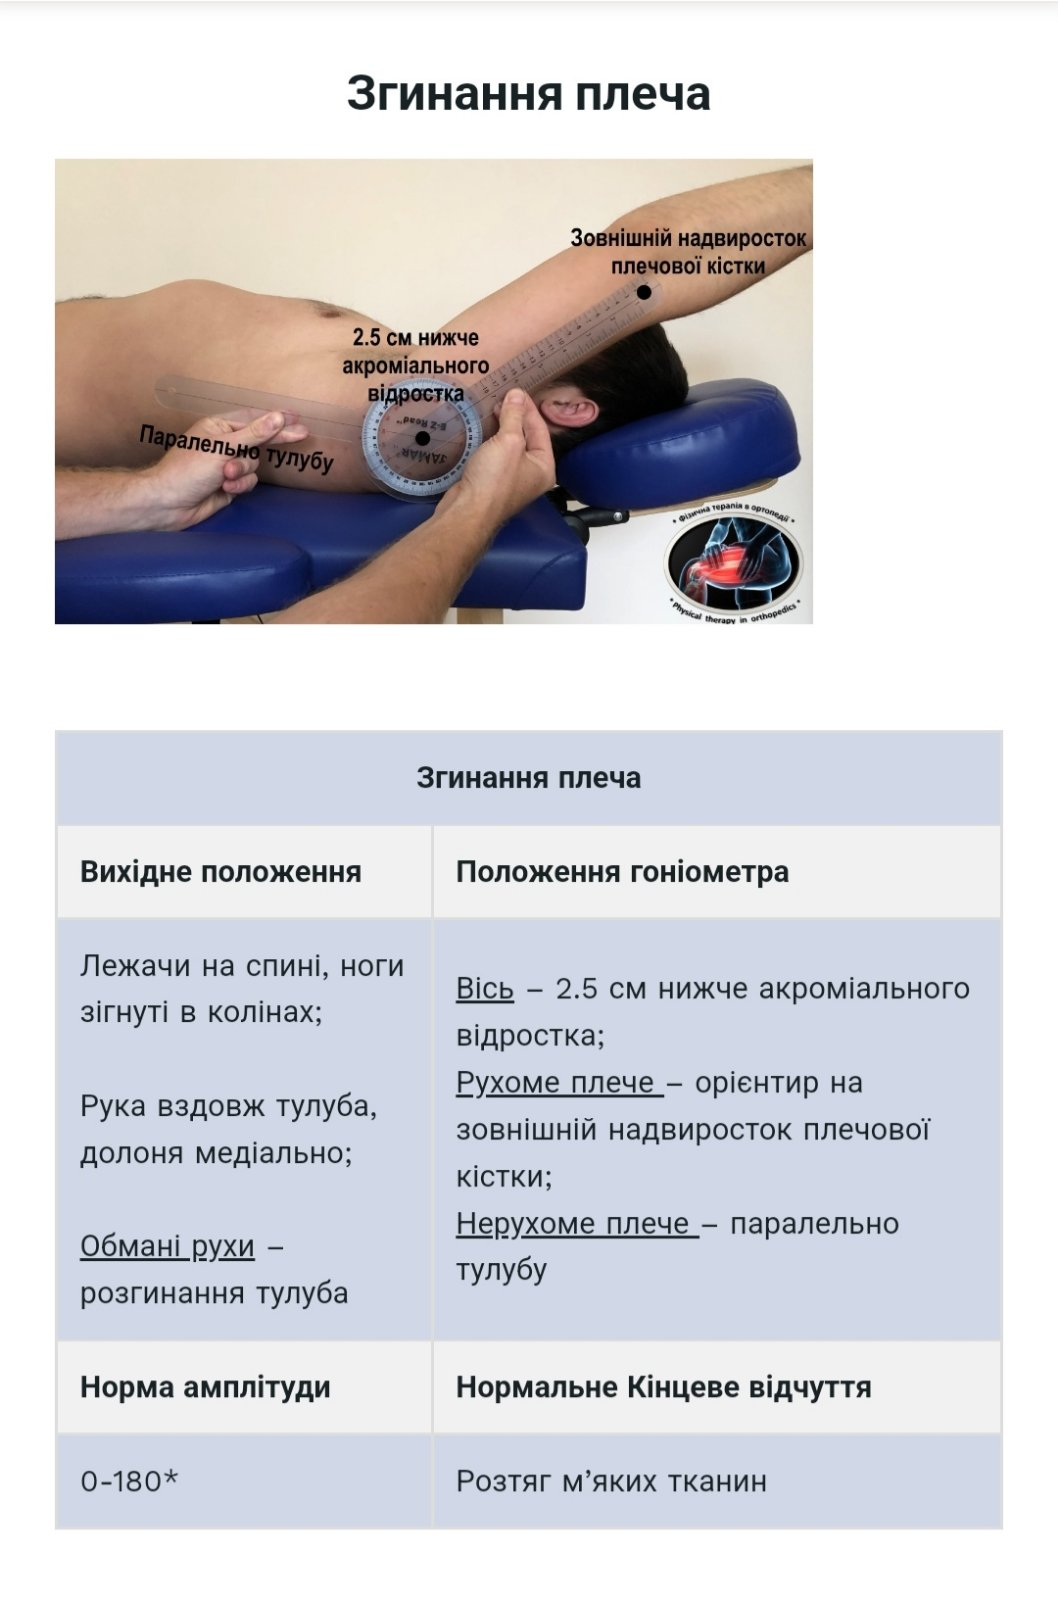 Згинання плеча
Зовнішній надвиросток
плечової кістки
2.5 см нижче
акроміального
відростка
Паралельно тулубу
E-Z Read™
JAMAR
* Фізична терапія в ортопедії *
* Physical therapy in orthopedics *
Згинання плеча
Вихідне положення
Положення гоніометра
Лежачи на спині, ноги
зігнуті в колінах;
Рука вздовж тулуба,
долоня медіально;
Обмані рухи –
розгинання тулуба
Вісь – 2.5 см нижче акроміального
відростка;
Рухоме плече – орієнтир на
зовнішній надвиросток плечової
кістки;
Нерухоме плече – паралельно
тулубу
Норма амплітуди
Нормальне Кінцеве відчуття
0-180*
Розтяг м’яких тканин